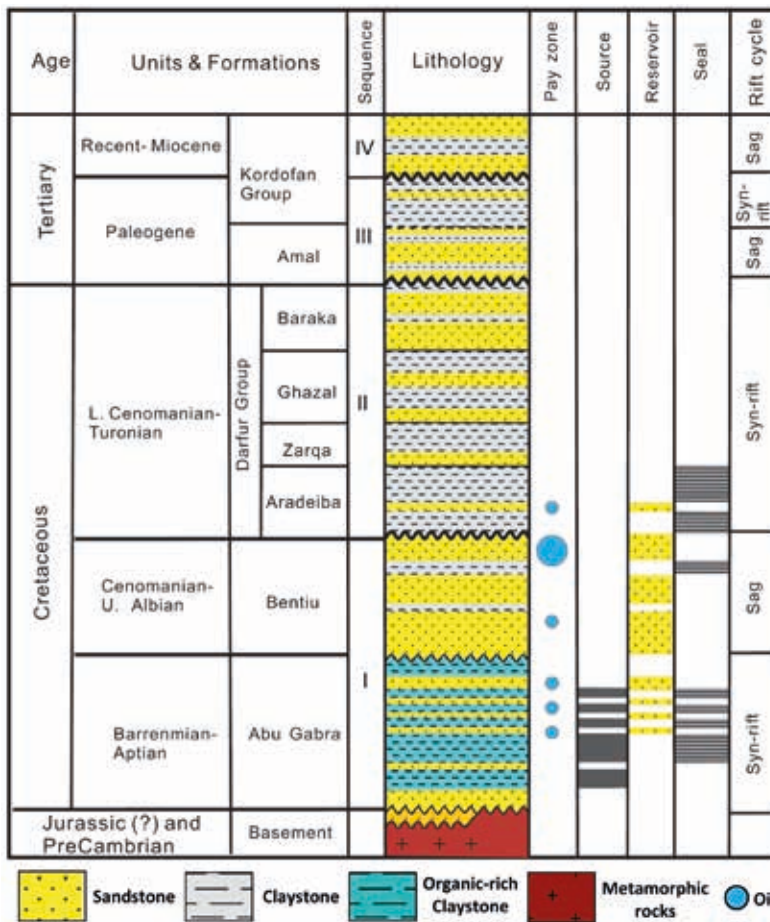 Age
Units & Formations
Sequence
Lithology
Pay zone
Source
Reservoir
Seal
Rift cycle
Tertiary
Recent- Miocene
Kordofan
Group
IV
Sag
Paleogene
III
Syn-
rift
Amal
Sag
Cretaceous
L. Cenomanian-
Turonian
Darfur Group
Baraka
Ghazal
Zarqa
Aradeiba
II
Syn-rift
Cenomanian-
U. Albian
Bentiu
Sag
I
Barrenmian-
Aptian
Abu Gabra
Syn-rift
Jurassic (?) and
PreCambrian
Basement
Sandstone
Claystone
Organic-rich
Claystone
Metamorphic
rocks
Oi